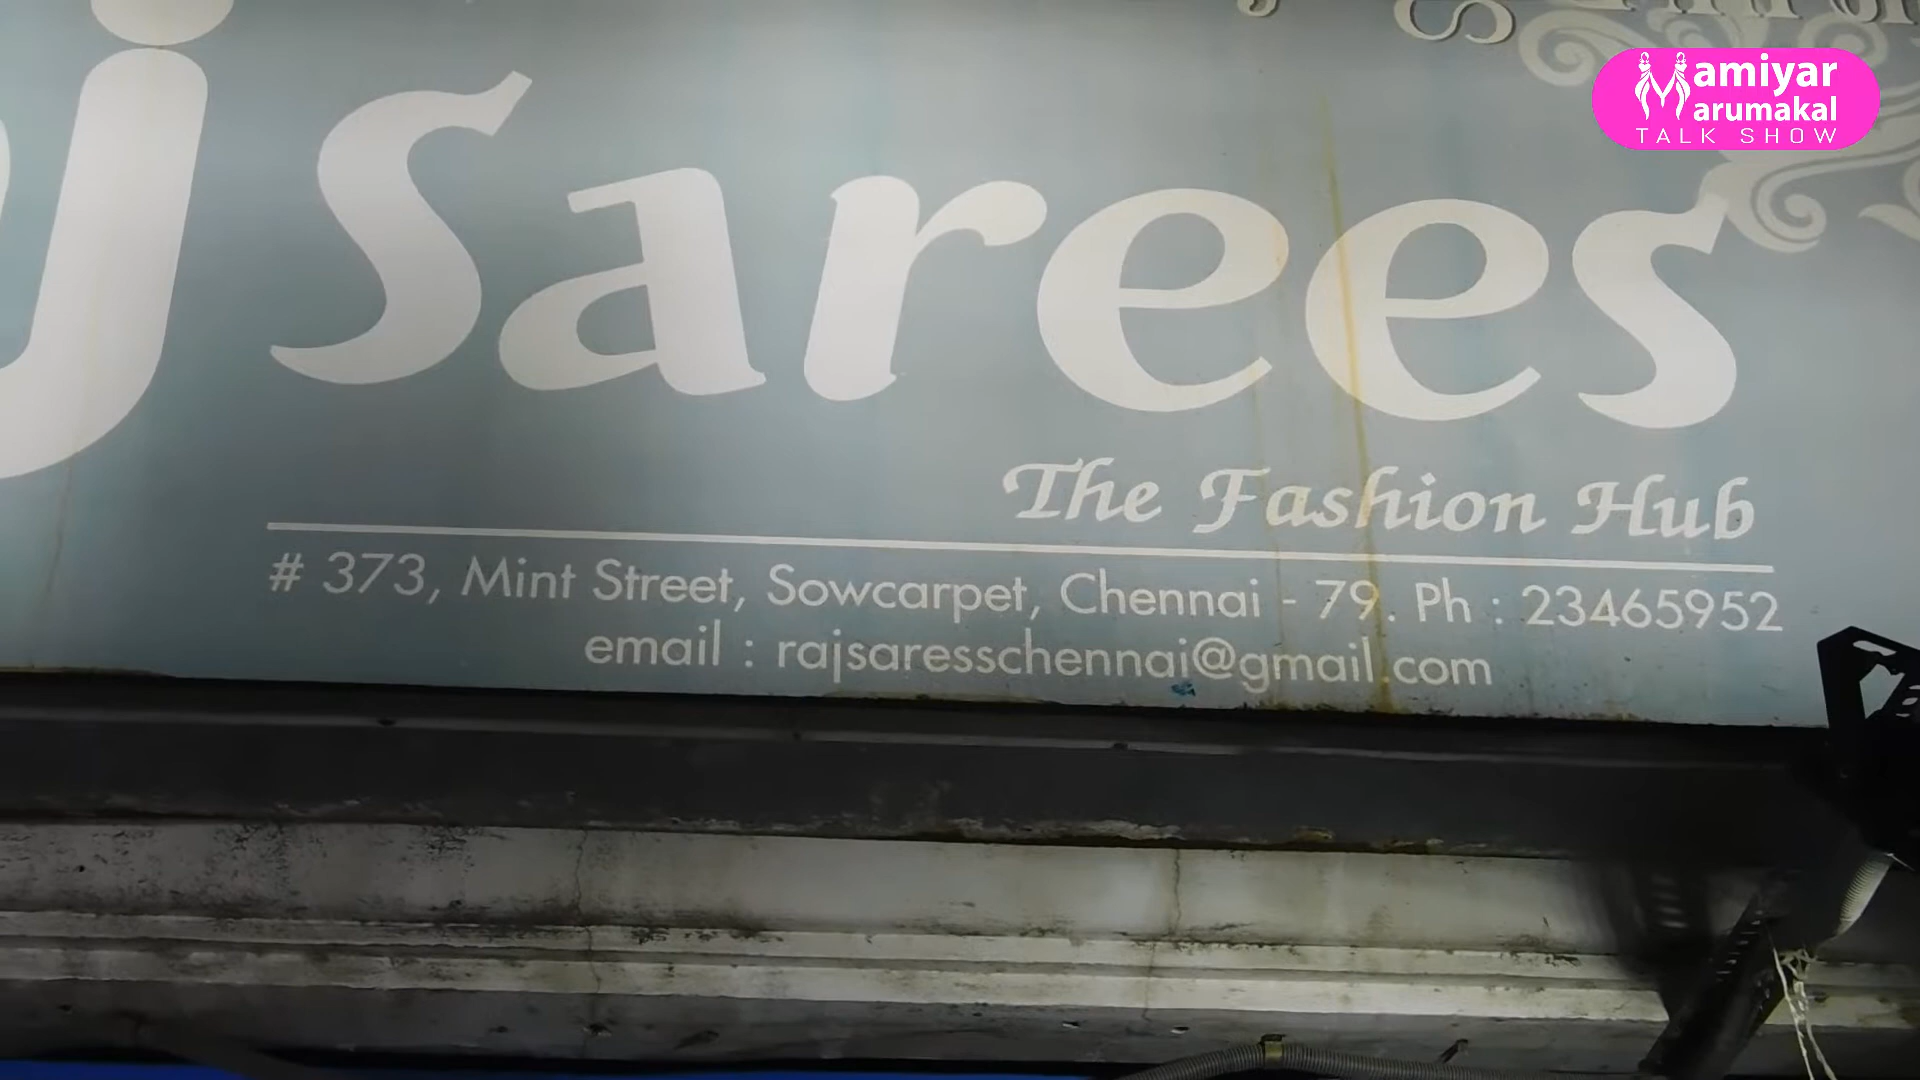 Mamiyar
Marumakal
TALK SHOW
j Sarees
The Fashion Hub
# 373, Mint Street, Sowcarpet, Chennai - 79. Ph : 23465952
email : rajsaresschennai@gmail.com